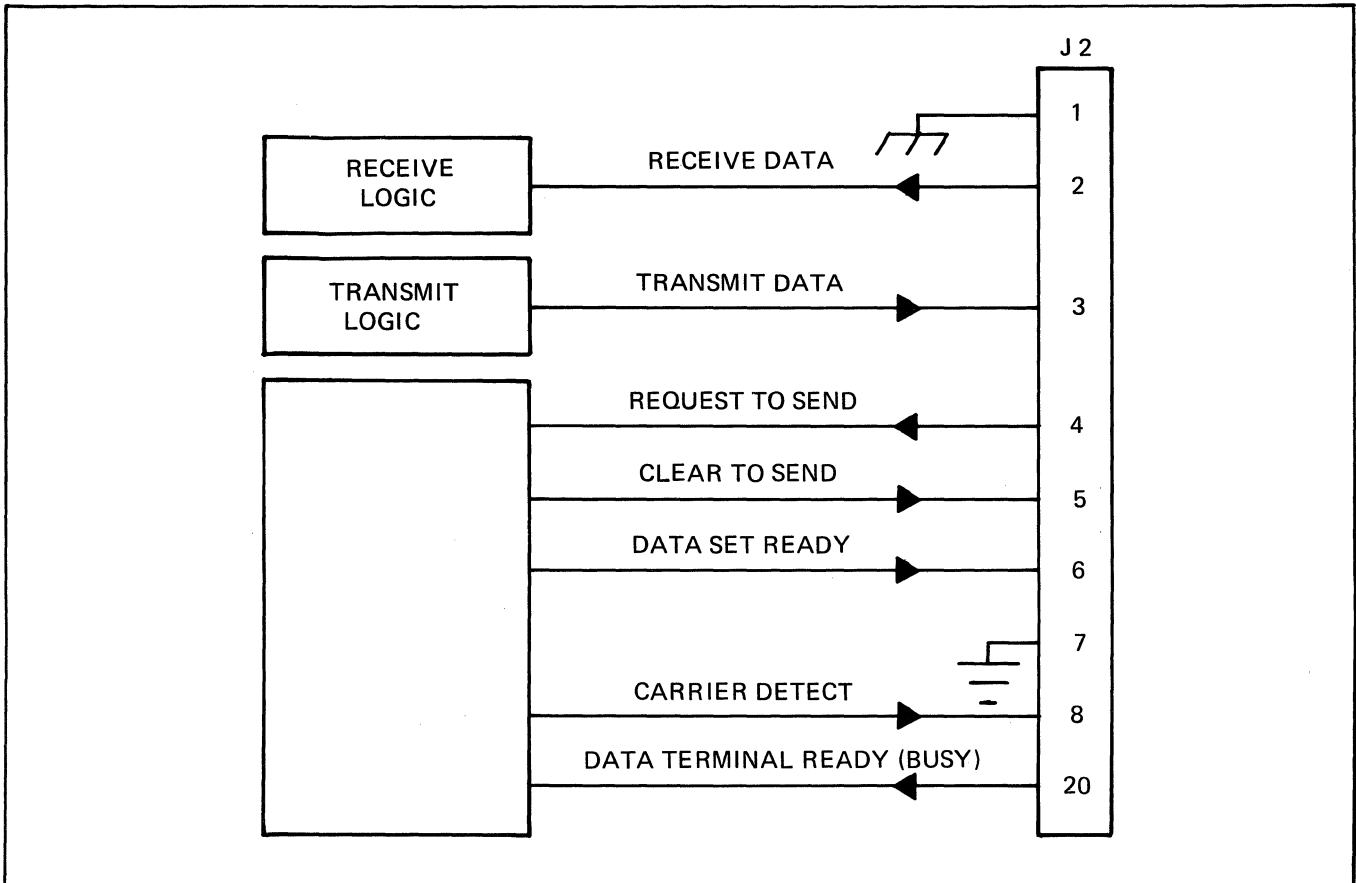 J 2
1
RECEIVE DATA
RECEIVE
LOGIC
2
TRANSMIT DATA
TRANSMIT
LOGIC
3
REQUEST TO SEND
4
CLEAR TO SEND
5
DATA SET READY
6
7
CARRIER DETECT
8
DATA TERMINAL READY (BUSY)
20